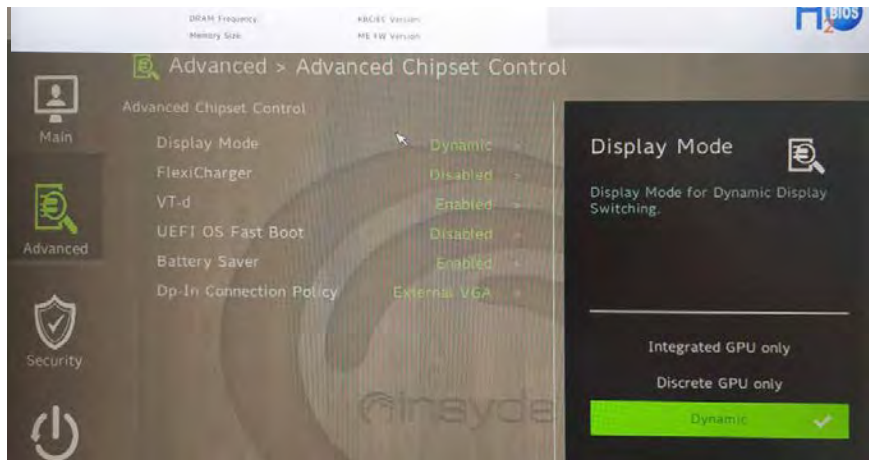 DRAM Frequency:
KBC/EC Version:
Memory Size:
ME FW Version:
H2
BIOS
Advanced > Advanced Chipset Control
Advanced Chipset Control
Main
Advanced
Security
Display Mode Dynamic
FlexiCharger Disabled
VT-d Enabled
UEFI OS Fast Boot Disabled
Battery Saver Enabled
Dp-In Connection Policy External VGA
insyde
Display Mode
Display Mode for Dynamic Display
Switching.
Integrated GPU only
Discrete GPU only
Dynamic